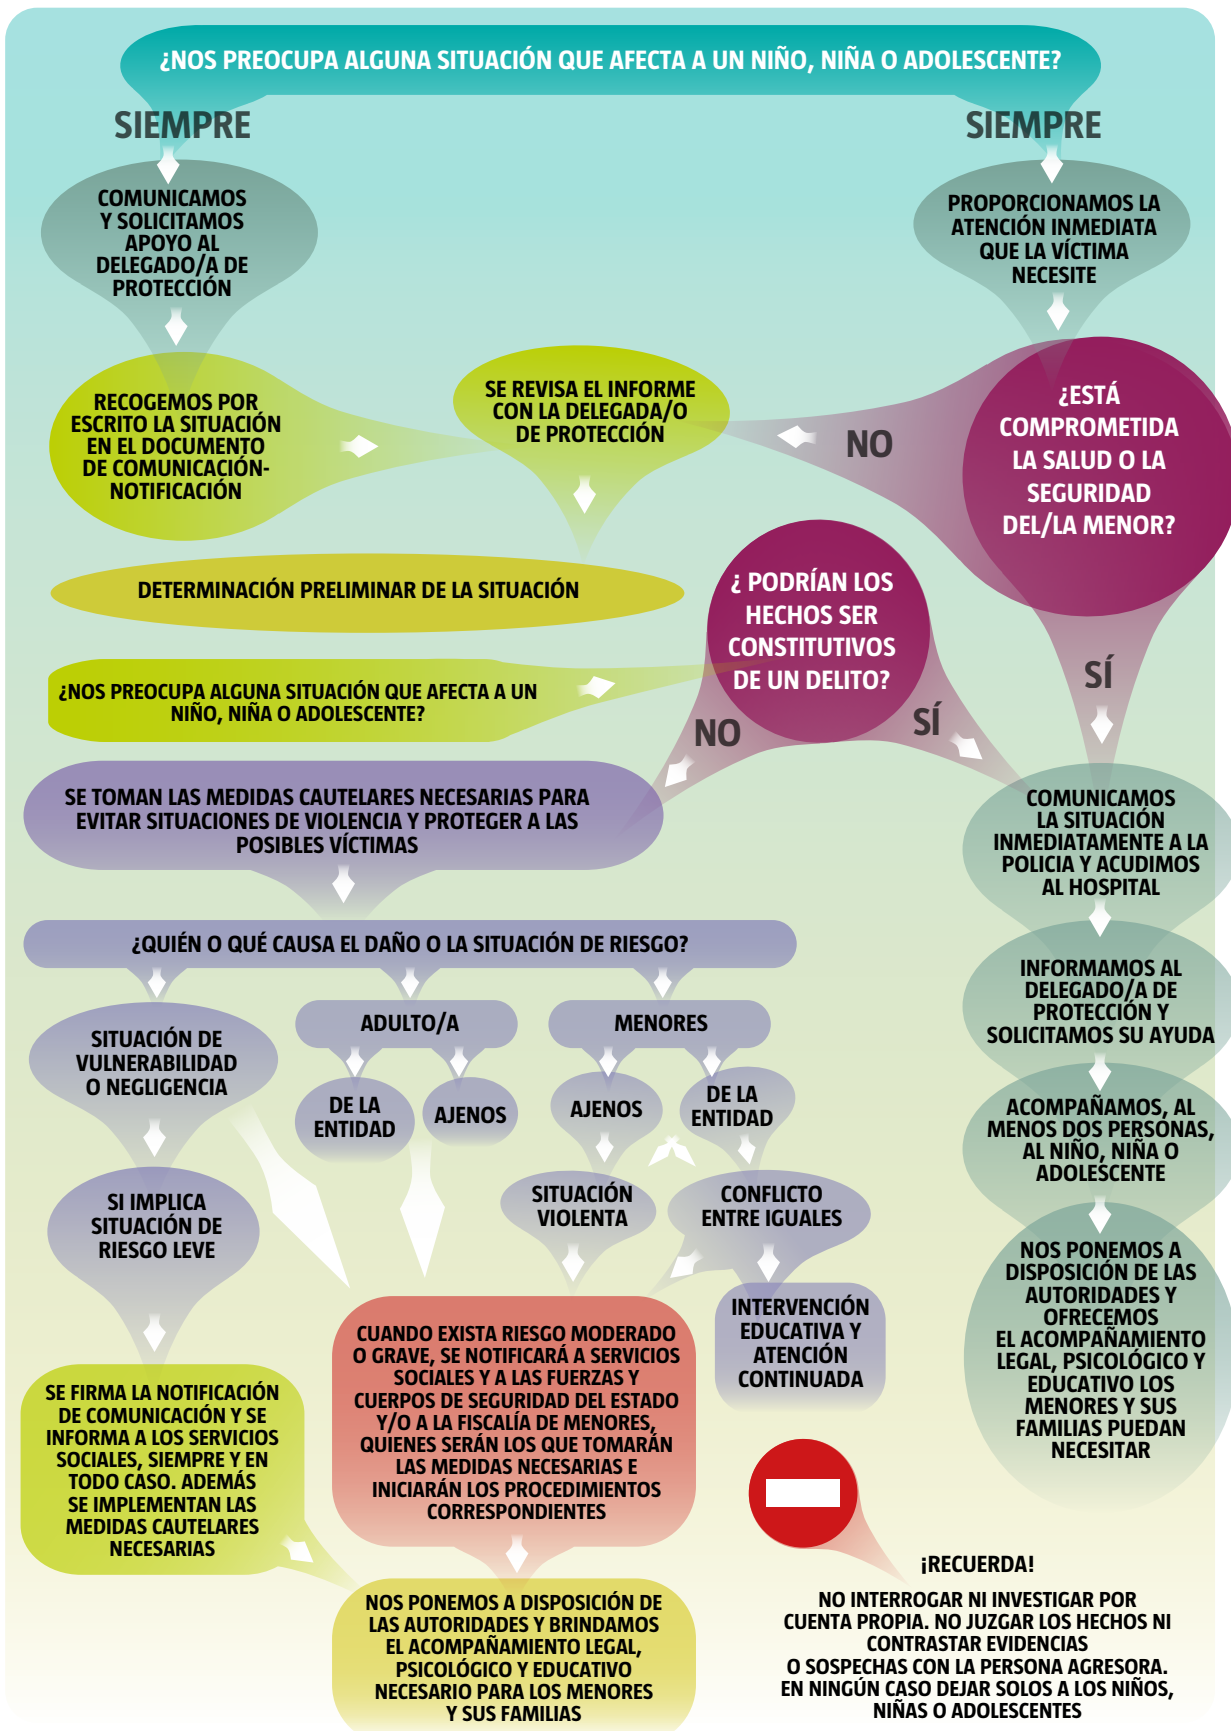 ¿NOS PREOCUPA ALGUNA SITUACIÓN QUE AFECTA A UN NIÑO, NIÑA O ADOLESCENTE?
SIEMPRE
SIEMPRE
COMUNICAMOS
Y SOLICITAMOS
APOYO AL
DELEGADO/A DE
PROTECCIÓN
PROPORCIONAMOS LA
ATENCIÓN INMEDIATA
QUE LA VÍCTIMA
NECESITE
RECOGEMOS POR
ESCRITO LA SITUACIÓN
EN EL DOCUMENTO
DE COMUNICACIÓN-
NOTIFICACIÓN
SE REVISA EL INFORME
CON LA DELEGADA/O
DE PROTECCIÓN
NO
¿ESTÁ
COMPROMETIDA
LA SALUD O LA
SEGURIDAD
DEL/LA MENOR?
DETERMINACIÓN PRELIMINAR DE LA SITUACIÓN
¿ PODRÍAN LOS
HECHOS SER
CONSTITUTIVOS
DE UN DELITO?
SÍ
¿NOS PREOCUPA ALGUNA SITUACIÓN QUE AFECTA A UN
NIÑO, NIÑA O ADOLESCENTE?
NO
SÍ
SE TOMAN LAS MEDIDAS CAUTELARES NECESARIAS PARA
EVITAR SITUACIONES DE VIOLENCIA Y PROTEGER A LAS
POSIBLES VÍCTIMAS
COMUNICAMOS
LA SITUACIÓN
INMEDIATAMENTE A LA
POLICIA Y ACUDIMOS
AL HOSPITAL
¿QUIÉN O QUÉ CAUSA EL DAÑO O LA SITUACIÓN DE RIESGO?
INFORMAMOS AL
DELEGADO/A DE
PROTECCIÓN Y
SOLICITAMOS SU AYUDA
SITUACIÓN DE
VULNERABILIDAD
O NEGLIGENCIA
ADULTO/A
MENORES
DE LA
ENTIDAD
AJENOS
AJENOS
DE LA
ENTIDAD
ACOMPAÑAMOS, AL
MENOS DOS PERSONAS,
AL NIÑO, NIÑA O
ADOLESCENTE
SI IMPLICA
SITUACIÓN DE
RIESGO LEVE
SITUACIÓN
VIOLENTA
CONFLICTO
ENTRE IGUALES
NOS PONEMOS A
DISPOSICIÓN DE LAS
AUTORIDADES Y
OFRECEMOS
EL ACOMPAÑAMIENTO
LEGAL, PSICOLÓGICO Y
EDUCATIVO LOS
MENORES Y SUS
FAMILIAS PUEDAN
NECESITAR
INTERVENCIÓN
EDUCATIVA Y
ATENCIÓN
CONTINUADA
CUANDO EXISTA RIESGO MODERADO
O GRAVE, SE NOTIFICARÁ A SERVICIOS
SOCIALES Y A LAS FUERZAS Y
CUERPOS DE SEGURIDAD DEL ESTADO
Y/O A LA FISCALÍA DE MENORES,
QUIENES SERÁN LOS QUE TOMARÁN
LAS MEDIDAS NECESARIAS E
INICIARÁN LOS PROCEDIMIENTOS
CORRESPONDIENTES
SE FIRMA LA NOTIFICACIÓN
DE COMUNICACIÓN Y SE
INFORMA A LOS SERVICIOS
SOCIALES, SIEMPRE Y EN
TODO CASO. ADEMÁS
SE IMPLEMENTAN LAS
MEDIDAS CAUTELARES
NECESARIAS
NOS PONEMOS A DISPOSICIÓN DE
LAS AUTORIDADES Y BRINDAMOS
EL ACOMPAÑAMIENTO LEGAL,
PSICOLÓGICO Y EDUCATIVO
NECESARIO PARA LOS MENORES
Y SUS FAMILIAS
¡RECUERDA!
NO INTERROGAR NI INVESTIGAR POR
CUENTA PROPIA. NO JUZGAR LOS HECHOS NI
CONTRASTAR EVIDENCIAS
O SOSPECHAS CON LA PERSONA AGRESORA.
EN NINGÚN CASO DEJAR SOLOS A LOS NIÑOS,
NIÑAS O ADOLESCENTES